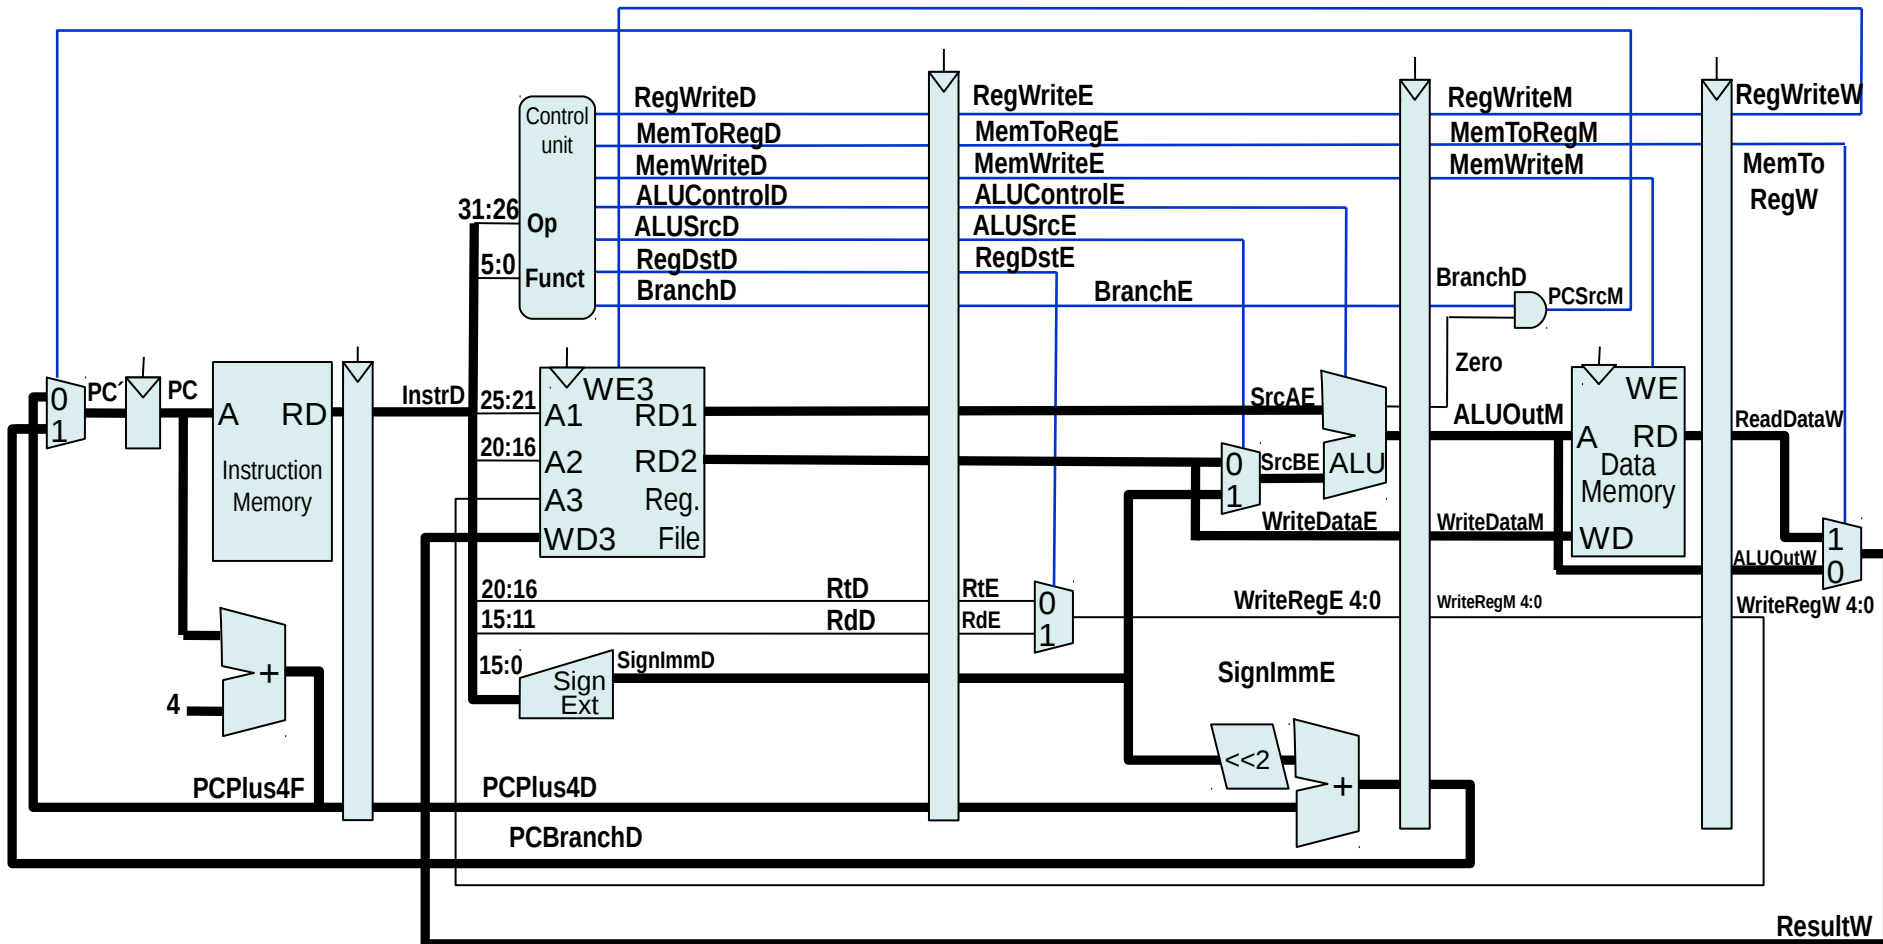 RegWriteD
RegWriteE
RegWriteM
RegWriteW
Control
unit
MemToRegD
MemToRegE
MemToRegM
MemWriteD
MemWriteE
MemWriteM
MemTo
RegW
ALUControlD
ALUControlE
31:26
Op
ALUSrcD
ALUSrcE
5:0
Funct
RegDstD
RegDstE
BranchD
BranchE
BranchD
PCSrcM
Zero
0
1
PC´
PC
A RD
Instruction
Memory
InstrD
25:21
20:16
WE3
A1 RD1
A2 RD2
A3 Reg.
WD3 File
SrcAE
0
1
SrcBE
ALU
ALUOutM
WE
A RD
Data
Memory
WD
ReadDataW
WriteDataE
WriteDataM
1
0
ALUOutW
20:16
RtD
RtE
15:11
RdD
RdE
0
1
WriteRegE 4:0
WriteRegM 4:0
WriteRegW 4:0
15:0
Sign
Ext
SignImmD
SignImmE
+
4
<<2
+
PCPlus4F
PCPlus4D
PCBranchD
ResultW